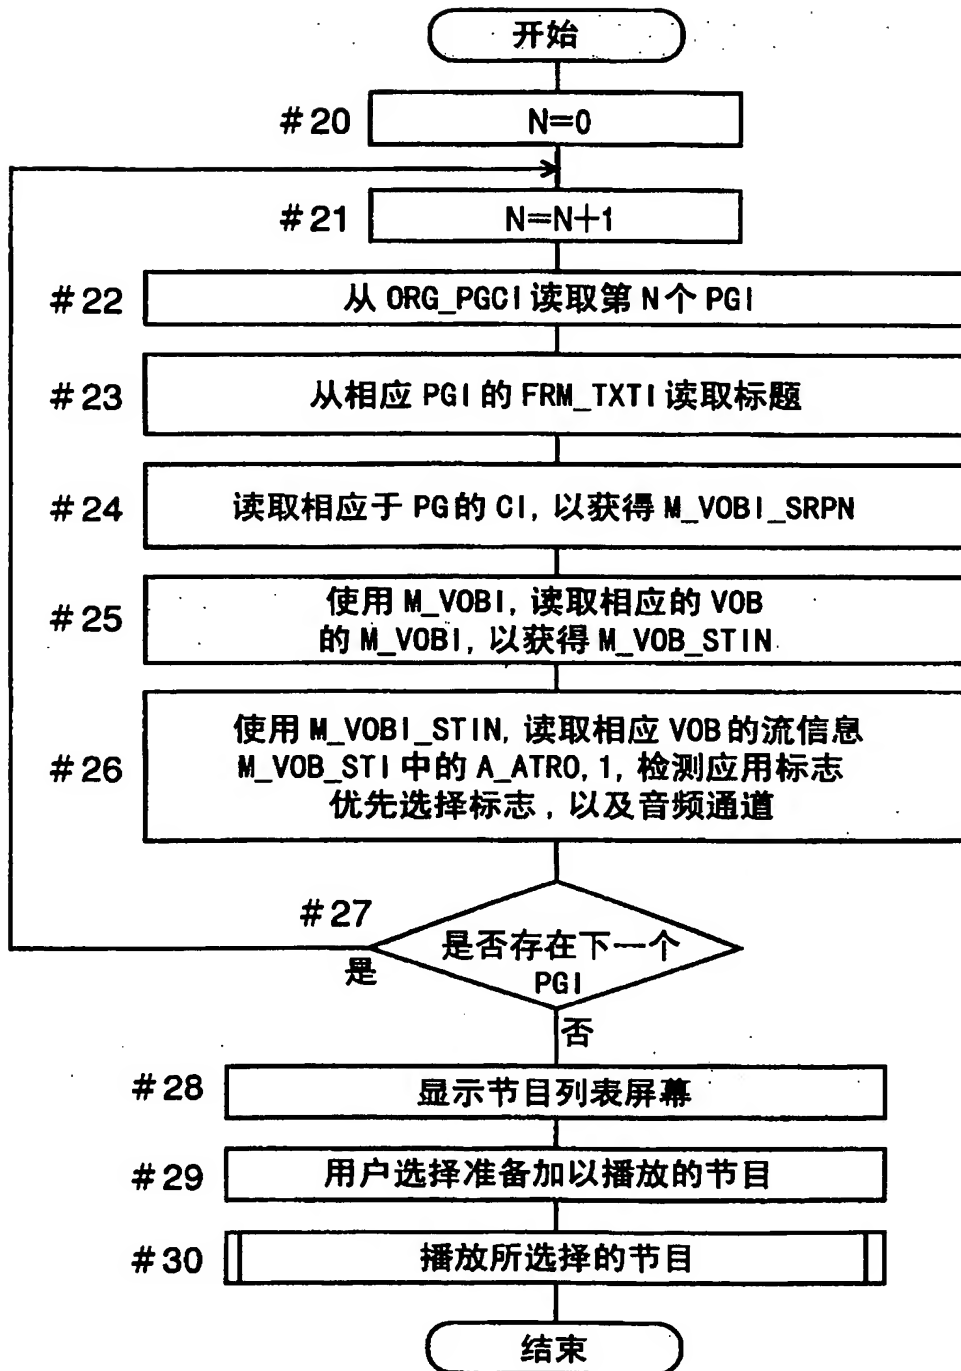 开始
#20 N=0
#21 N=N+1
#22 从 ORG_PGCI 读取第 N 个 PGI
#23 从相应 PGI 的 FRM_TXTI 读取标题
#24 读取相应于 PG 的 CI, 以获得 M_VOBI_SRPN
#25 使用 M_VOBI, 读取相应的 VOB
的 M_VOBI, 以获得 M_VOB_STIN
#26 使用 M_VOBI_STIN, 读取相应 VOB 的流信息
M_VOB_STI 中的 A_ATR0, 1, 检测应用标志
优先选择标志, 以及音频通道
#27
是否存在下一个
是
PGI
否
#28 显示节目列表屏幕
#29 用户选择准备加以播放的节目
#30 播放所选择的节目
结束